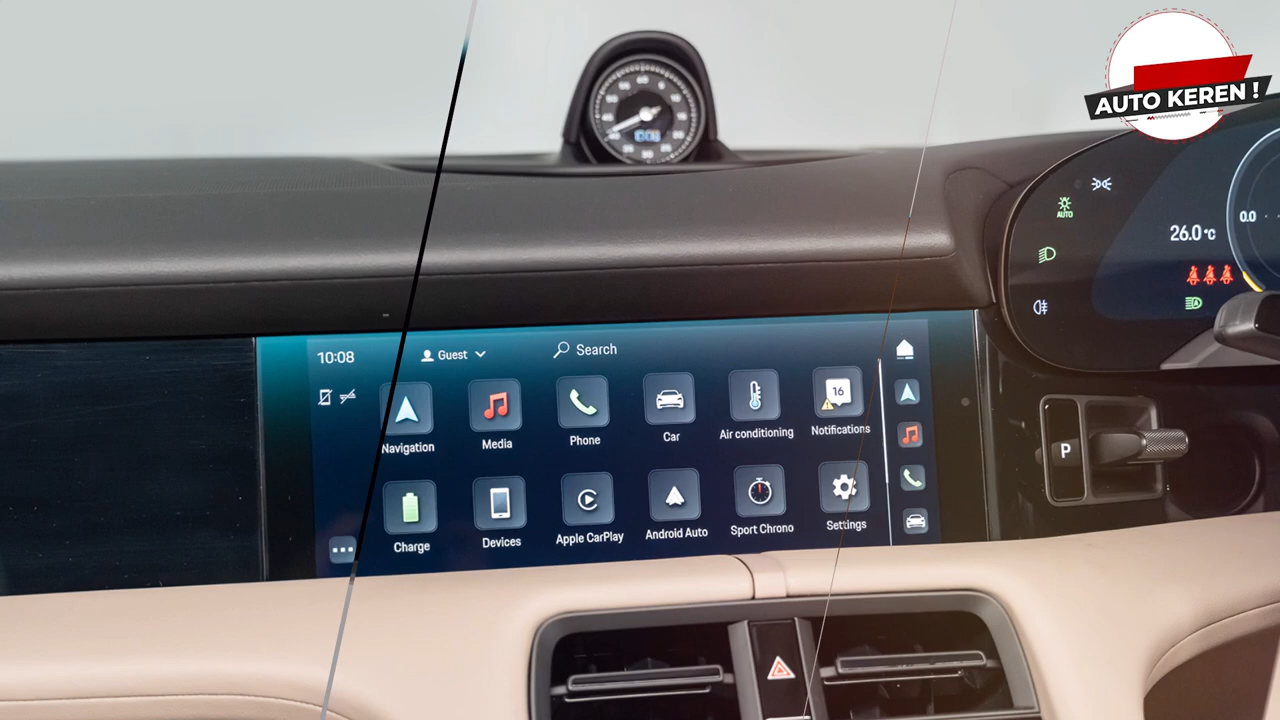 AUTO KEREN !
AUTO
0.0
26.0°C
10:08
Guest
Search
Navigation
Media
Phone
Car
Air conditioning
16
Notifications
Charge
Devices
Apple CarPlay
Android Auto
Sport Chrono
Settings
P